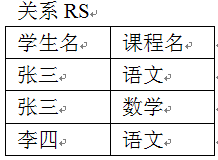 关系 RS
学生名 课程名
张三 语文
张三 数学
李四 语文